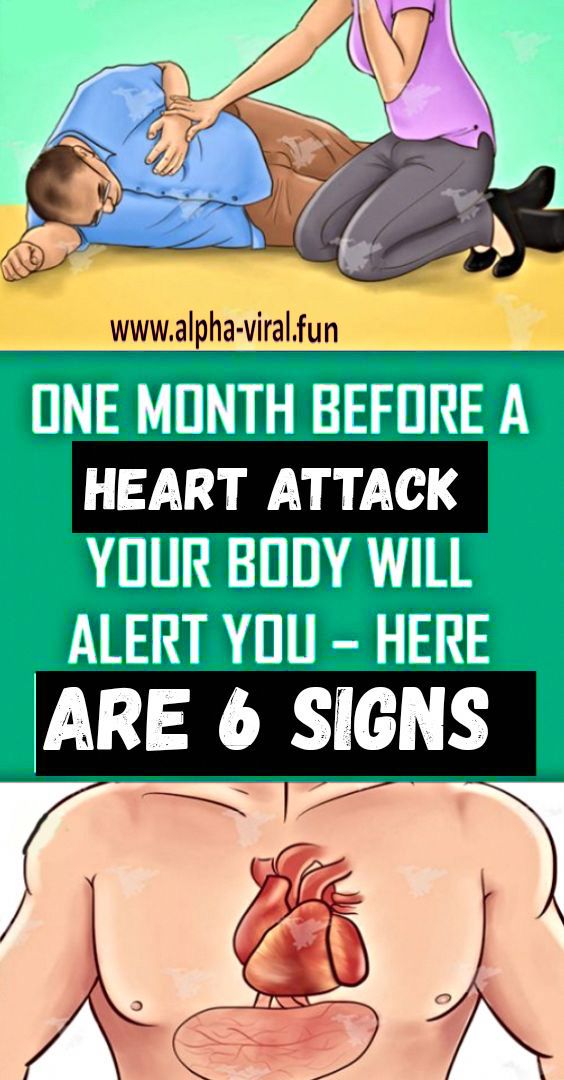 www.alpha-viral.fun
ONE MONTH BEFORE A
HEART ATTACK
YOUR BODY WILL
ALERT YOU – HERE
ARE 6 SIGNS